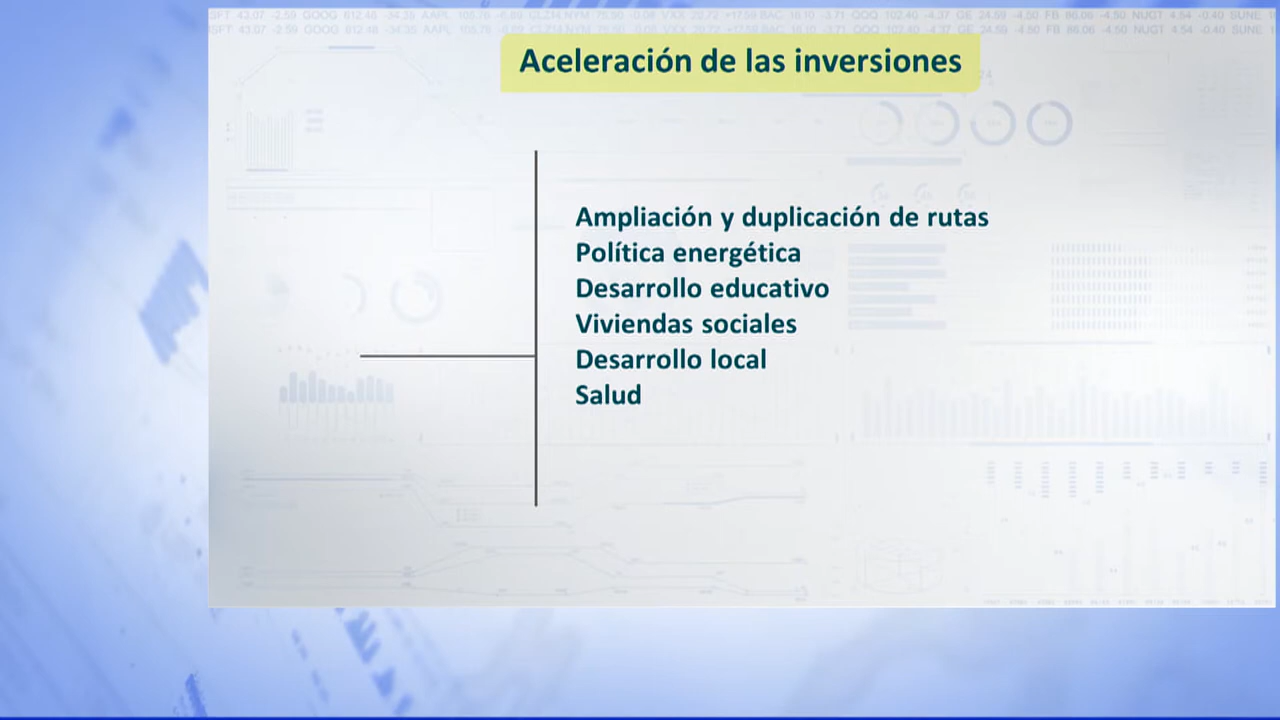 Aceleración de las inversiones
Ampliación y duplicación de rutas
Política energética
Desarrollo educativo
Viviendas sociales
Desarrollo local
Salud